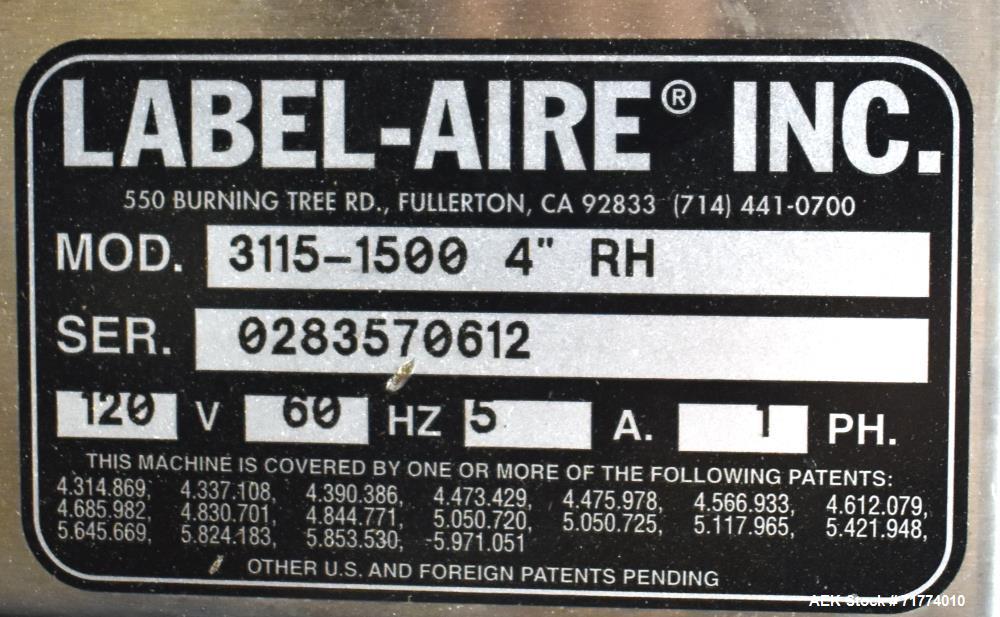 LABEL-AIRE® INC.
550 BURNING TREE RD., FULLERTON, CA 92833 (714) 441-0700
MOD. 3115-1500 4" RH
SER. 0283570612
120 V 60 HZ 5 A. 1 PH.
THIS MACHINE IS COVERED BY ONE OR MORE OF THE FOLLOWING PATENTS:
4.314.869, 4.337.108, 4.390.386, 4.473.429, 4.475.978, 4.566.933, 4.612.079,
4.685.982, 4.830.701, 4.844.771, 5.050.720, 5.050.725, 5.117.965, 5.421.948,
5.645.669, 5.824.183, 5.853.530, 5.971.051
OTHER U.S. AND FOREIGN PATENTS PENDING
AEK Stock # 71774010